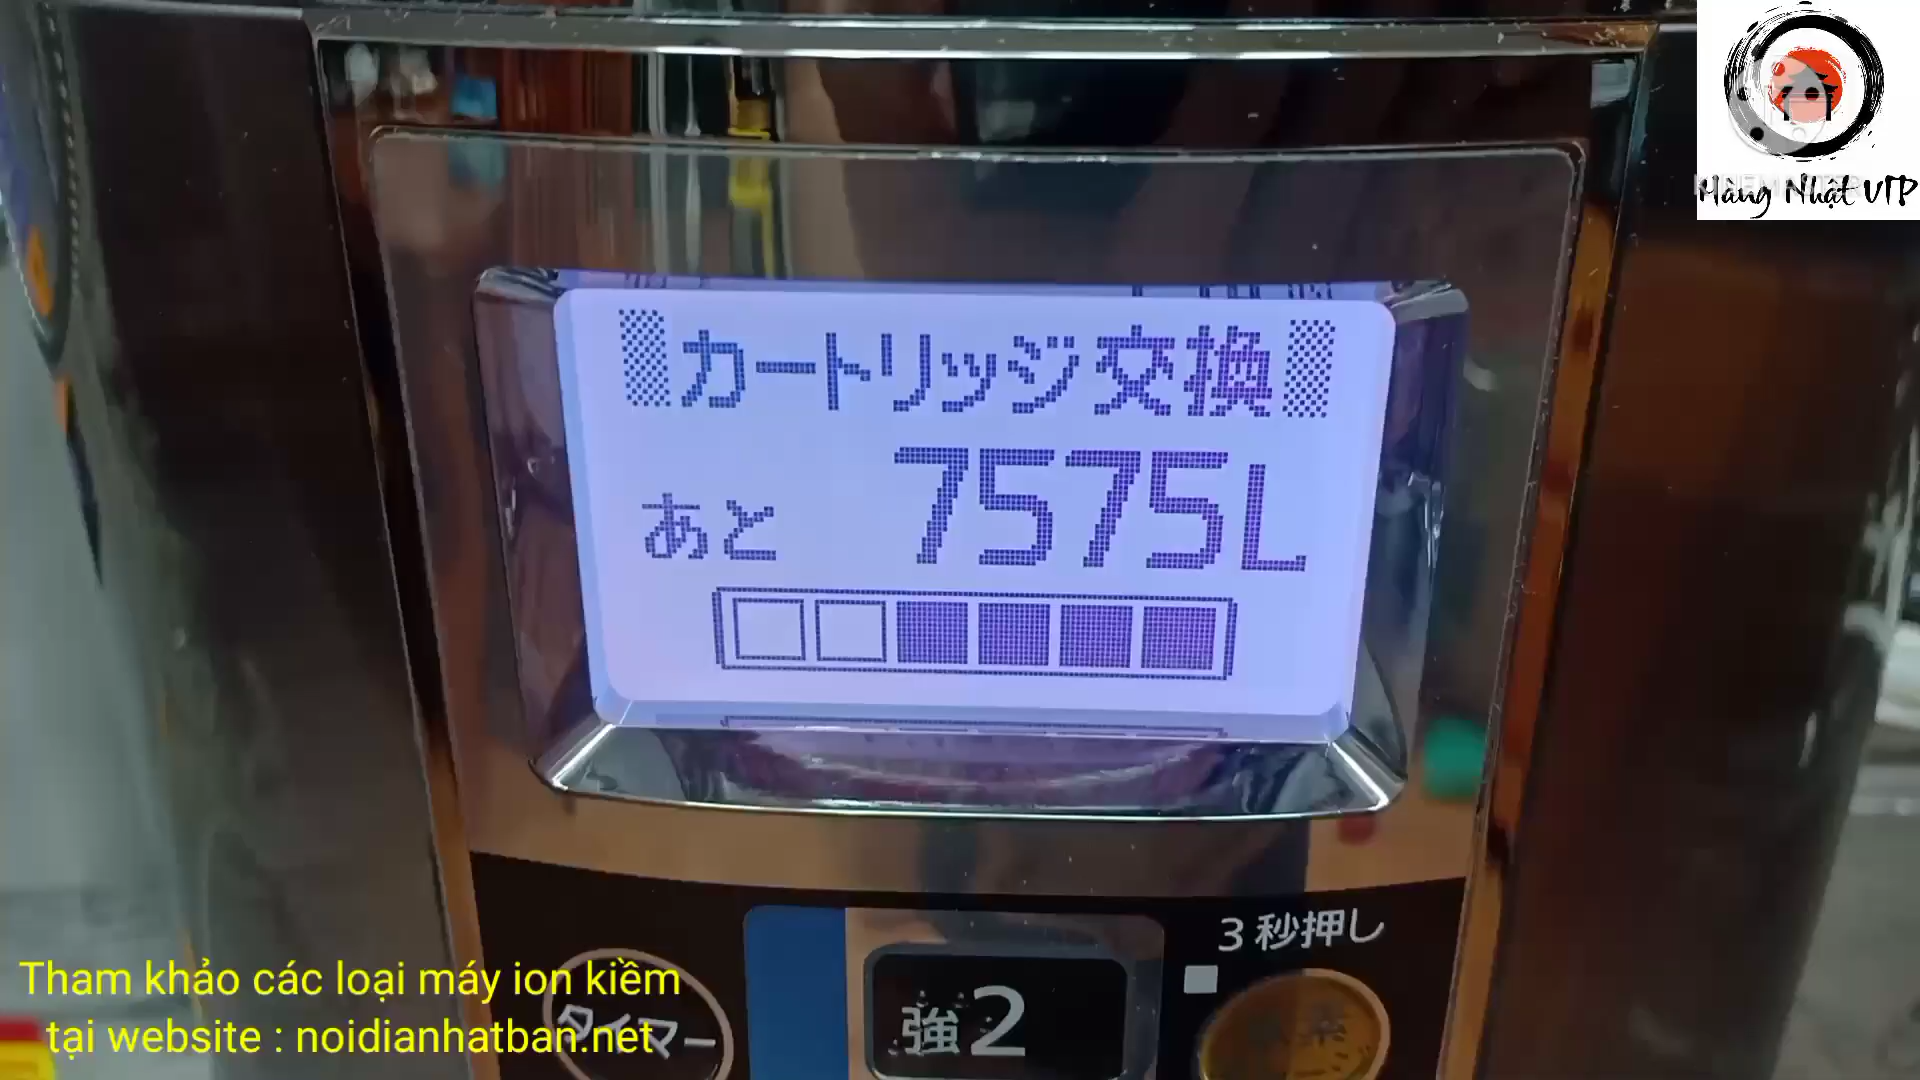 Hàng Nhật VIP
カートリッジ交換
あと 7575L
3秒押し
強2
タイマー
Tham khảo các loại máy ion kiềm
tại website : noidianhatban.net